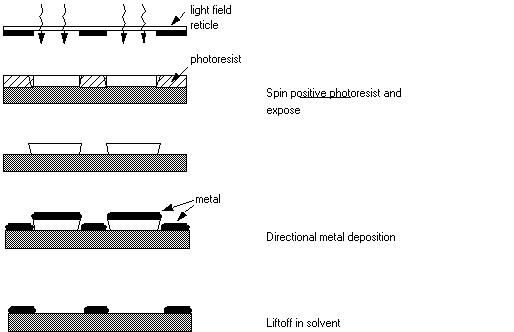 light field
reticle
photoresist
Spin positive photoresist and
expose
metal
Directional metal deposition
Liftoff in solvent